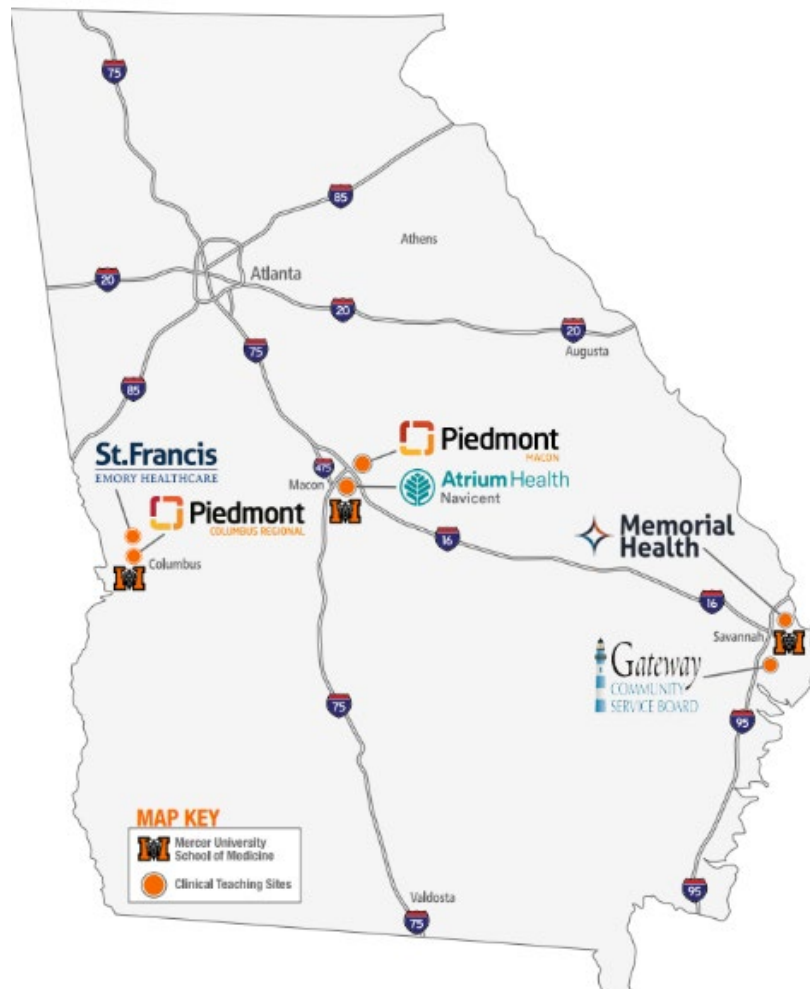 75
85
Athens
Atlanta
20
20
20
75
Augusta
85
Piedmont
MACON
St.Francis
EMORY HEALTHCARE
475
Macon
Atrium Health
Navicent
Piedmont
COLUMBUS REGIONAL
Columbus
16
Memorial
Health
16
Savannah
Gateway
COMMUNITY
SERVICE BOARD
75
95
MAP KEY
Mercer University
School of Medicine
Clinical Teaching Sites
Valdosta
75
95